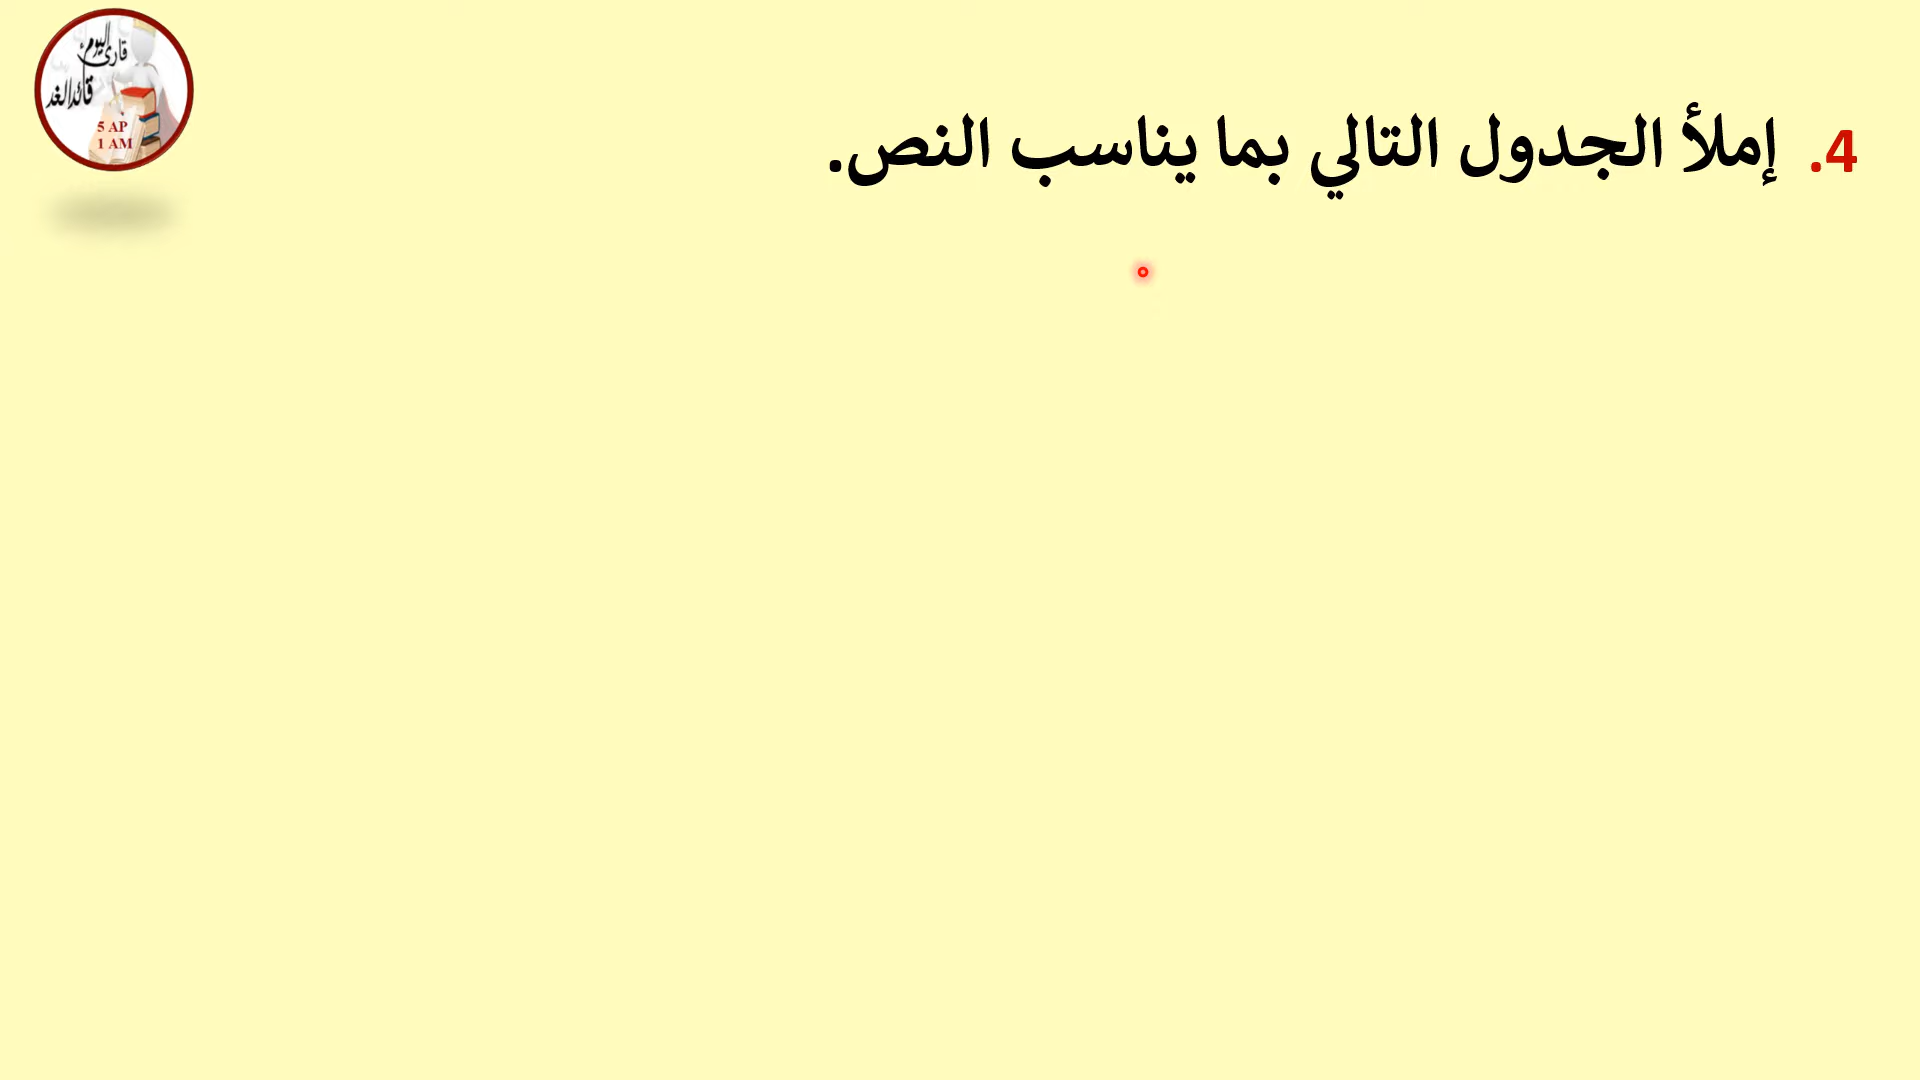 قارئ اليوم
قائد الغد
5 AP
1 AM
4. إملأ الجدول التالي بما يناسب النص.